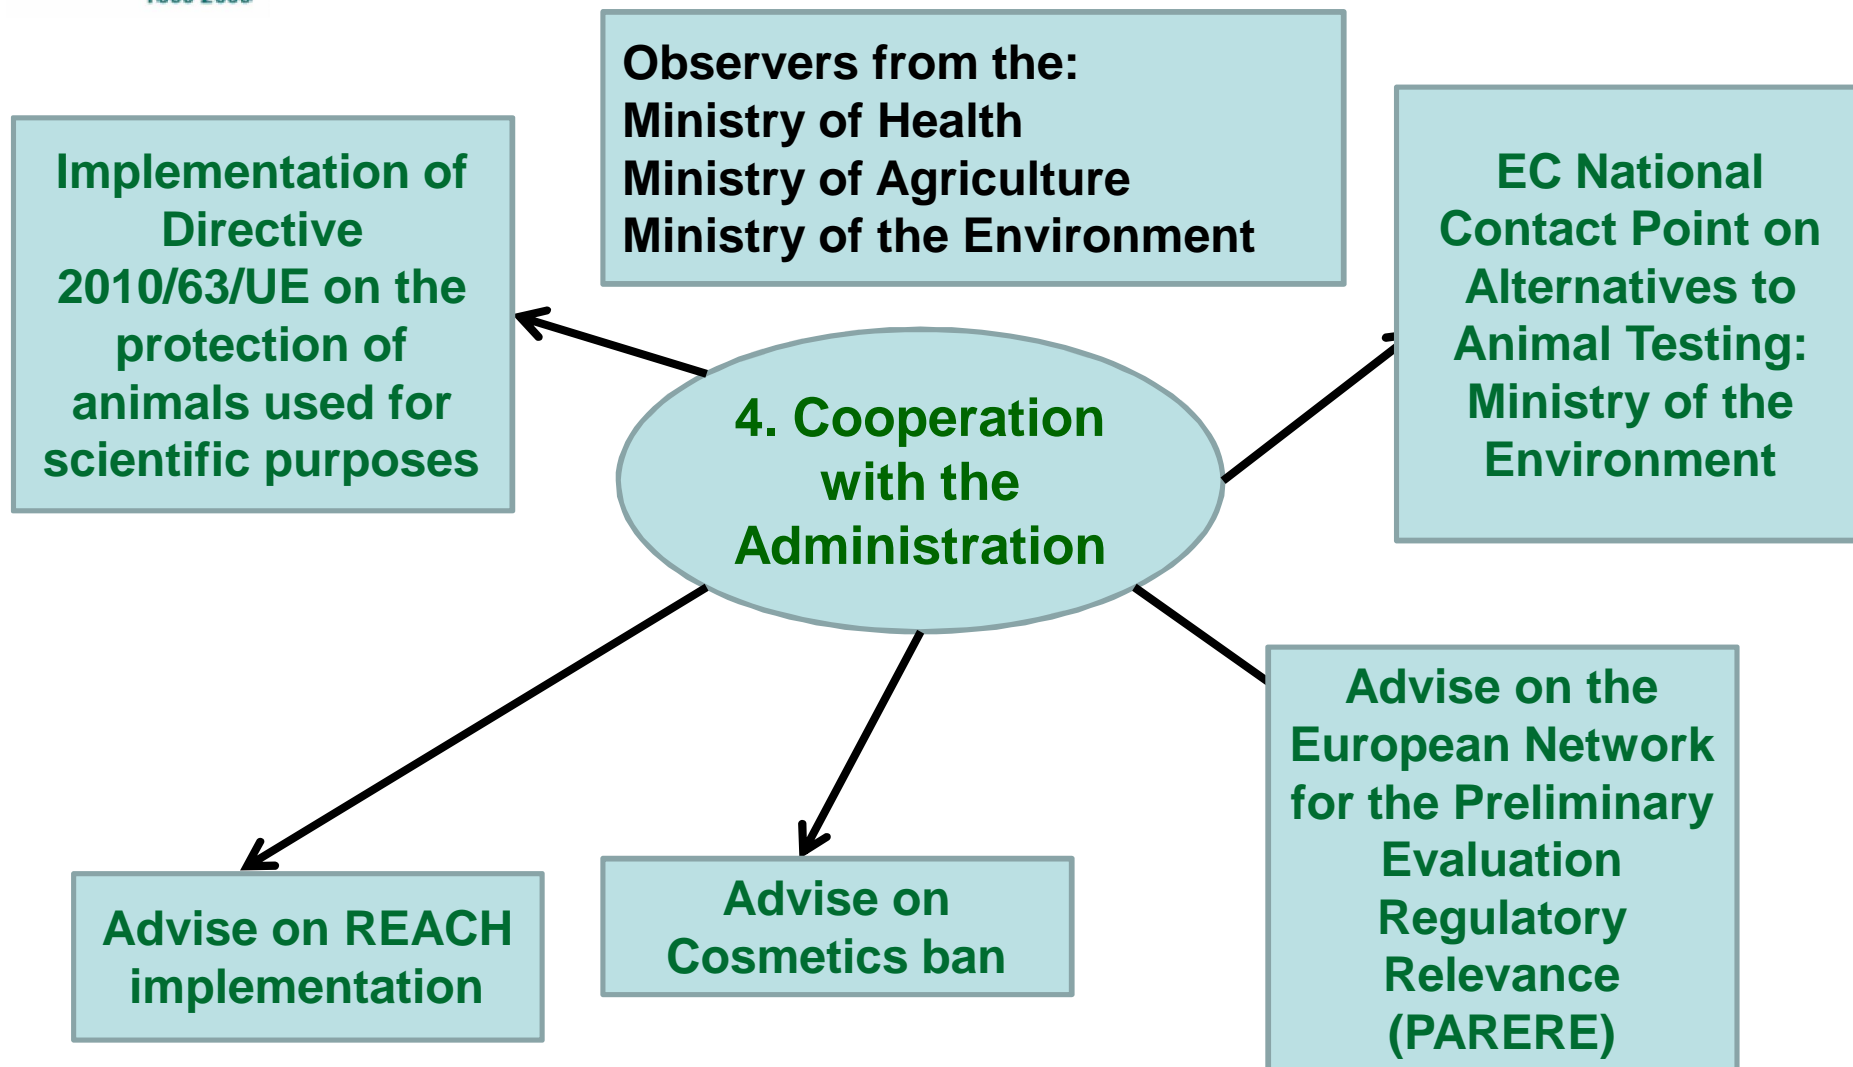 Observers from the:
Ministry of Health
Ministry of Agriculture
Ministry of the Environment
Implementation of
Directive
2010/63/UE on the
protection of
animals used for
scientific purposes
EC National
Contact Point on
Alternatives to
Animal Testing:
Ministry of the
Environment
4. Cooperation
with the
Administration
Advise on REACH
implementation
Advise on
Cosmetics ban
Advise on the
European Network
for the Preliminary
Evaluation
Regulatory
Relevance
(PARERE)